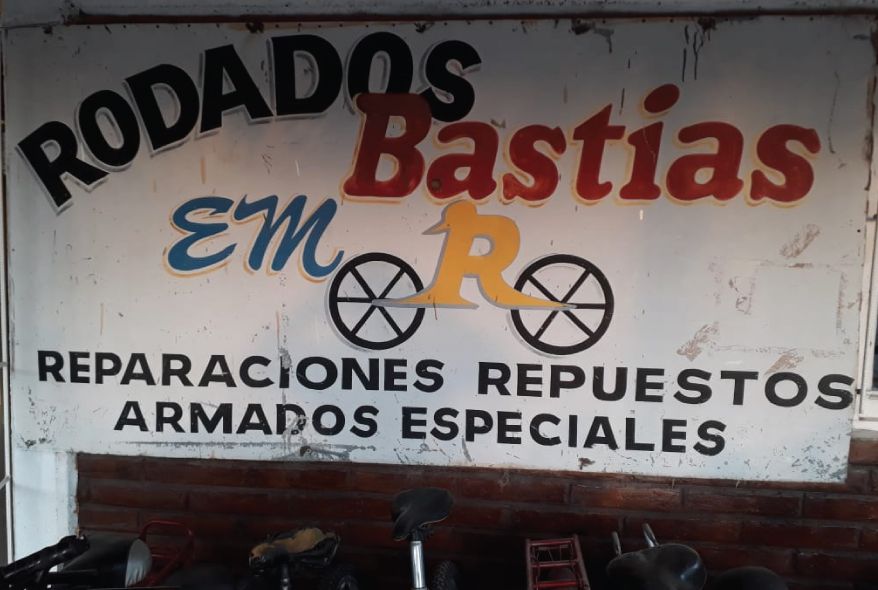 RODADOS
Bastias
EM R
REPARACIONES REPUESTOS
ARMADOS ESPECIALES